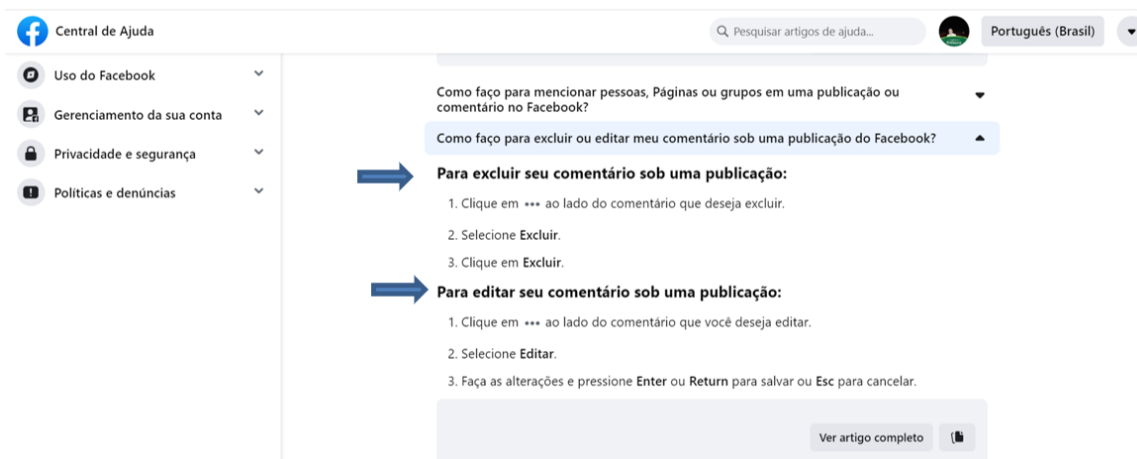 Central de Ajuda
Pesquisar artigos de ajuda...
Português (Brasil)
Uso do Facebook
Gerenciamento da sua conta
Privacidade e segurança
Políticas e denúncias
Como faço para mencionar pessoas, Páginas ou grupos em uma publicação ou
comentário no Facebook?
Como faço para excluir ou editar meu comentário sob uma publicação do Facebook?
Para excluir seu comentário sob uma publicação:
1. Clique em ••• ao lado do comentário que deseja excluir.
2. Selecione Excluir.
3. Clique em Excluir.
Para editar seu comentário sob uma publicação:
1. Clique em ••• ao lado do comentário que você deseja editar.
2. Selecione Editar.
3. Faça as alterações e pressione Enter ou Return para salvar ou Esc para cancelar.
Ver artigo completo